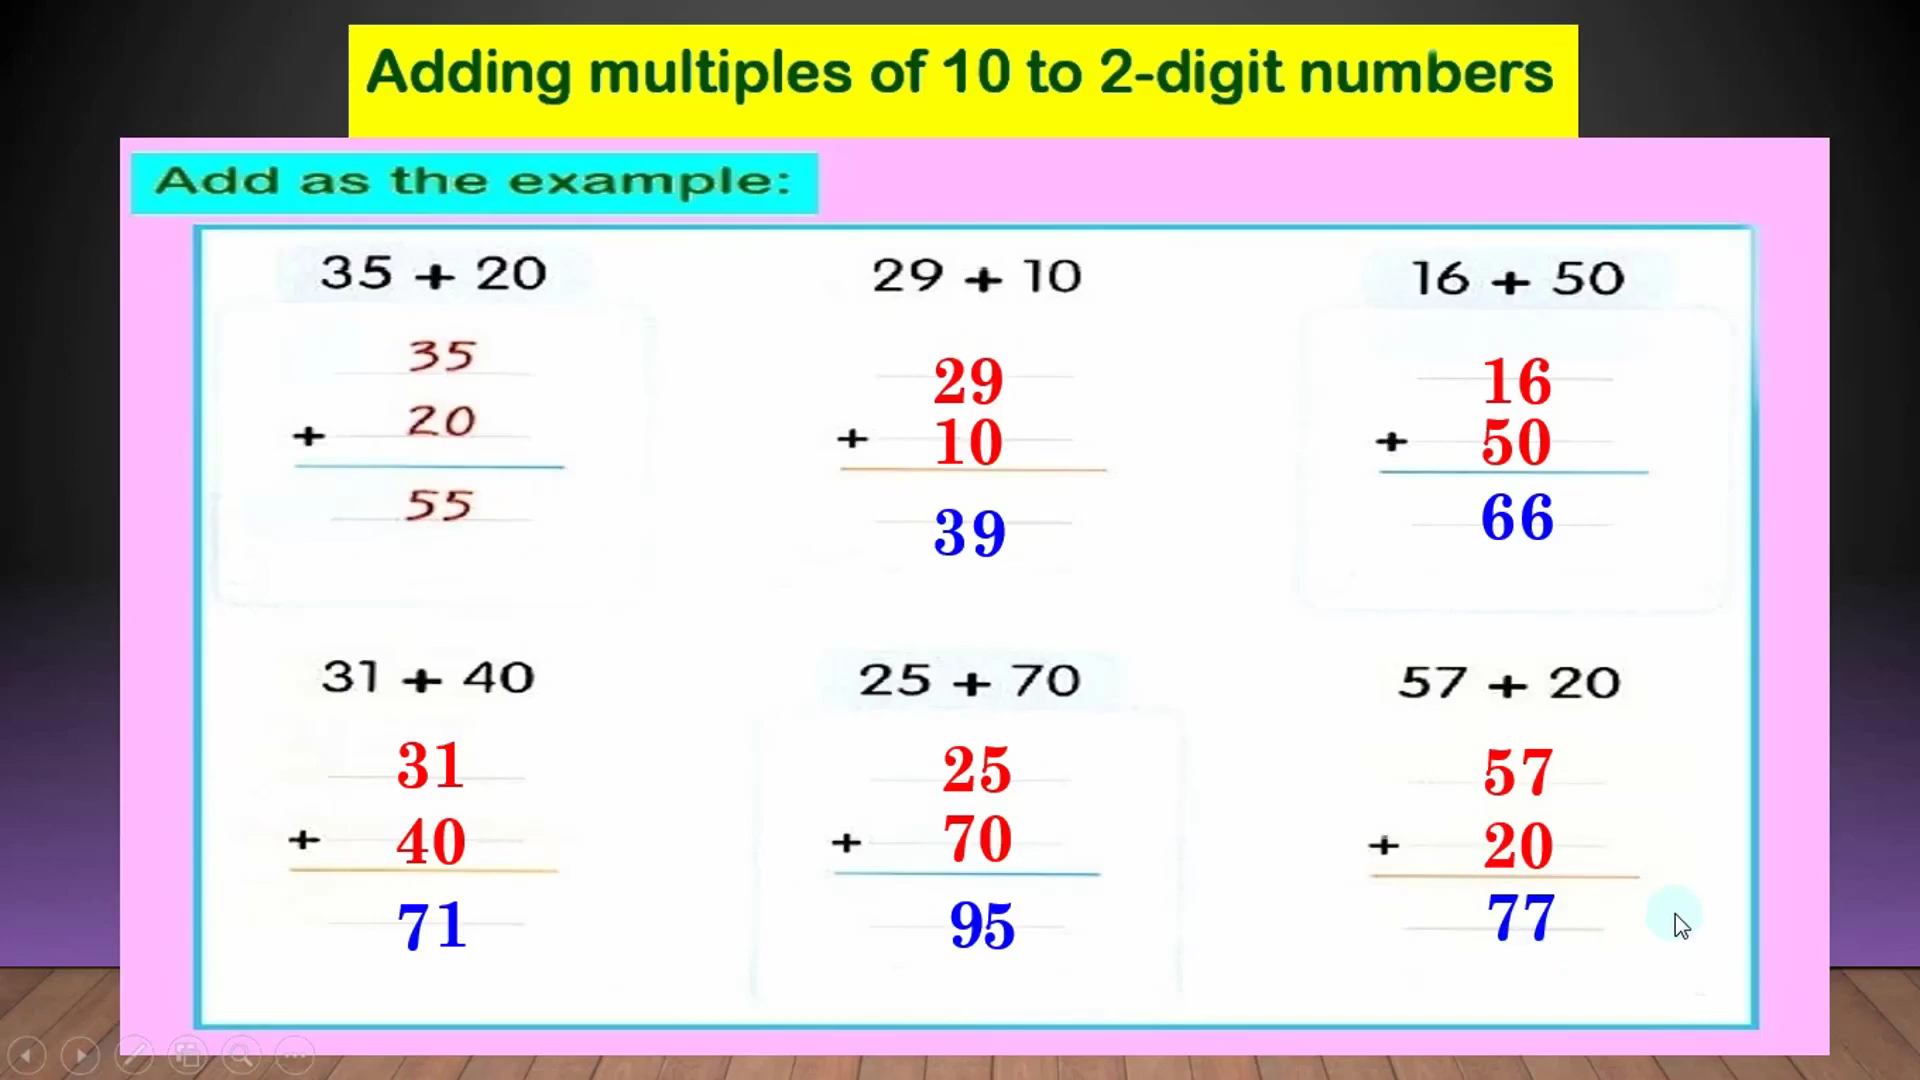 Adding multiples of 10 to 2-digit numbers
Add as the example:
35 + 20
35
+ 20
55
29 + 10
29
+ 10
39
16 + 50
16
+ 50
66
31 + 40
31
+ 40
71
25 + 70
25
+ 70
95
57 + 20
57
+ 20
77